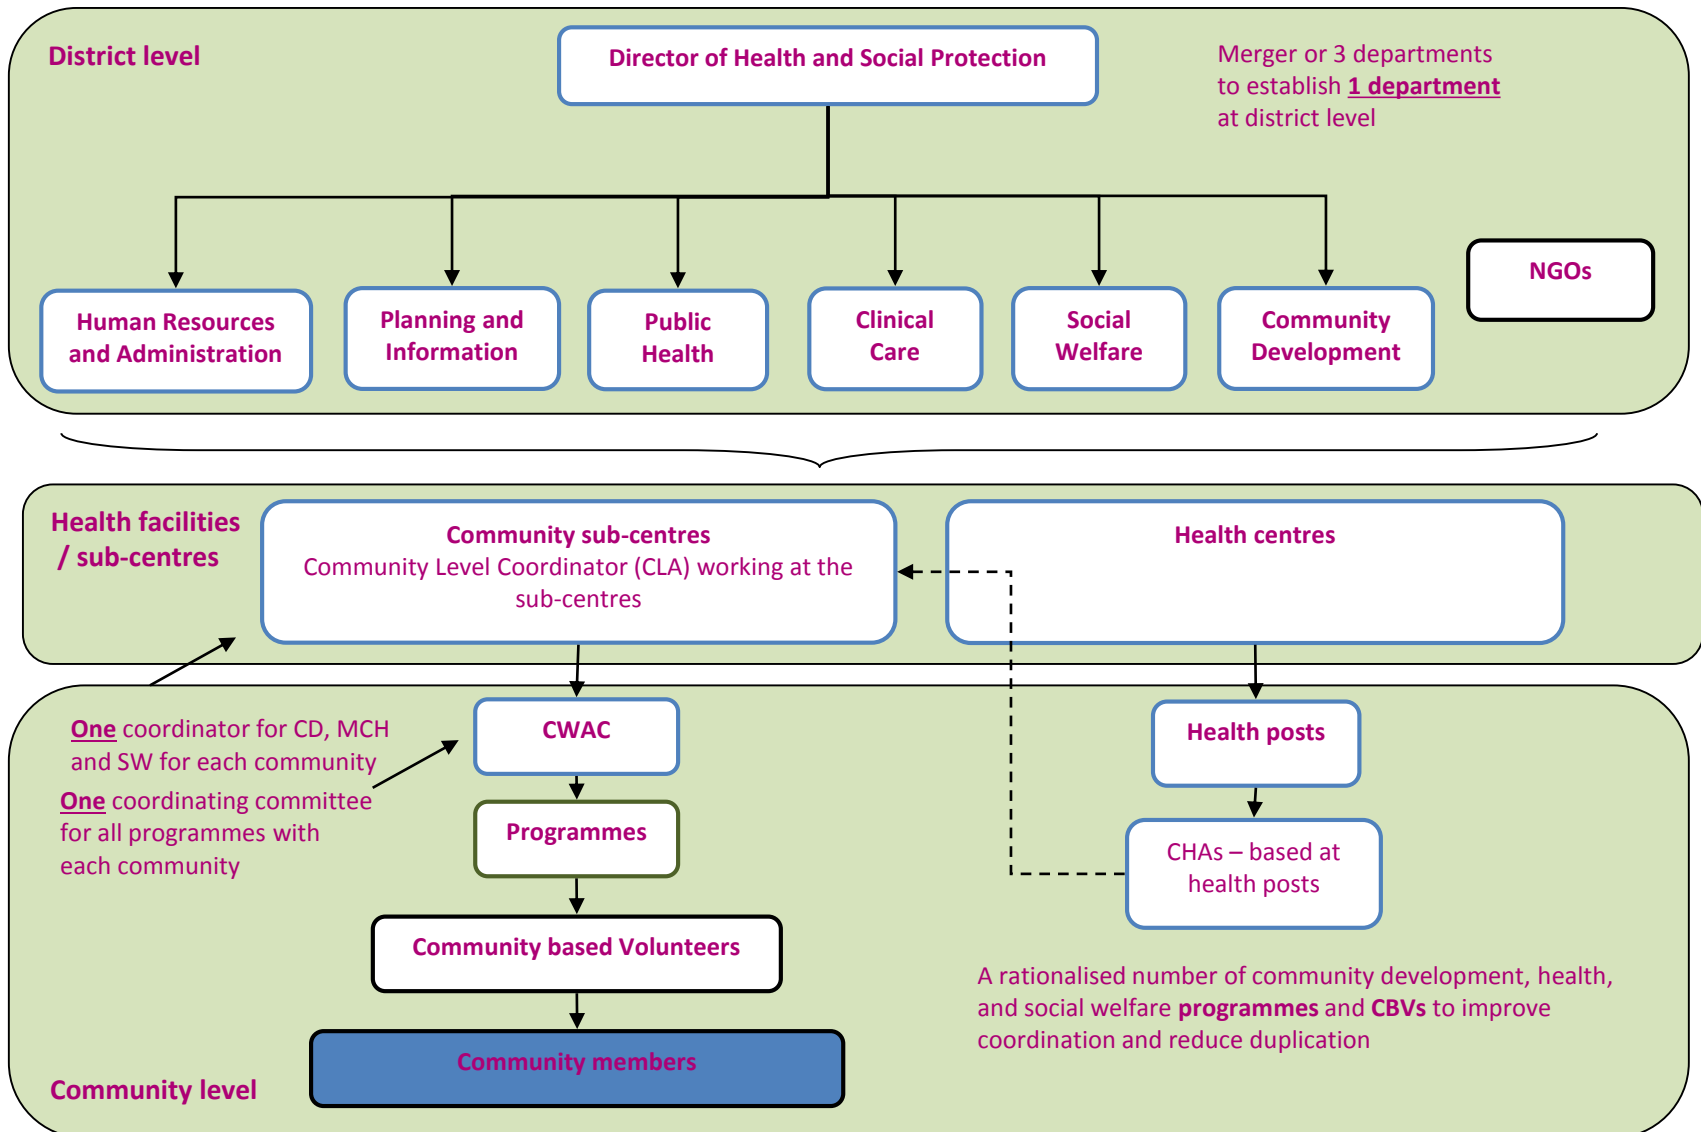 District level
Director of Health and Social Protection
Merger or 3 departments
to establish 1 department
at district level
NGOs
Human Resources
and Administration
Planning and
Information
Public
Health
Clinical
Care
Social
Welfare
Community
Development
Health facilities
/ sub-centres
Community sub-centres
Community Level Coordinator (CLA) working at the
sub-centres
Health centres
One coordinator for CD, MCH
and SW for each community
One coordinating committee
for all programmes with
each community
CWAC
Programmes
Community based Volunteers
Community members
Health posts
CHAs – based at
health posts
A rationalised number of community development, health,
and social welfare programmes and CBVs to improve
coordination and reduce duplication
Community level